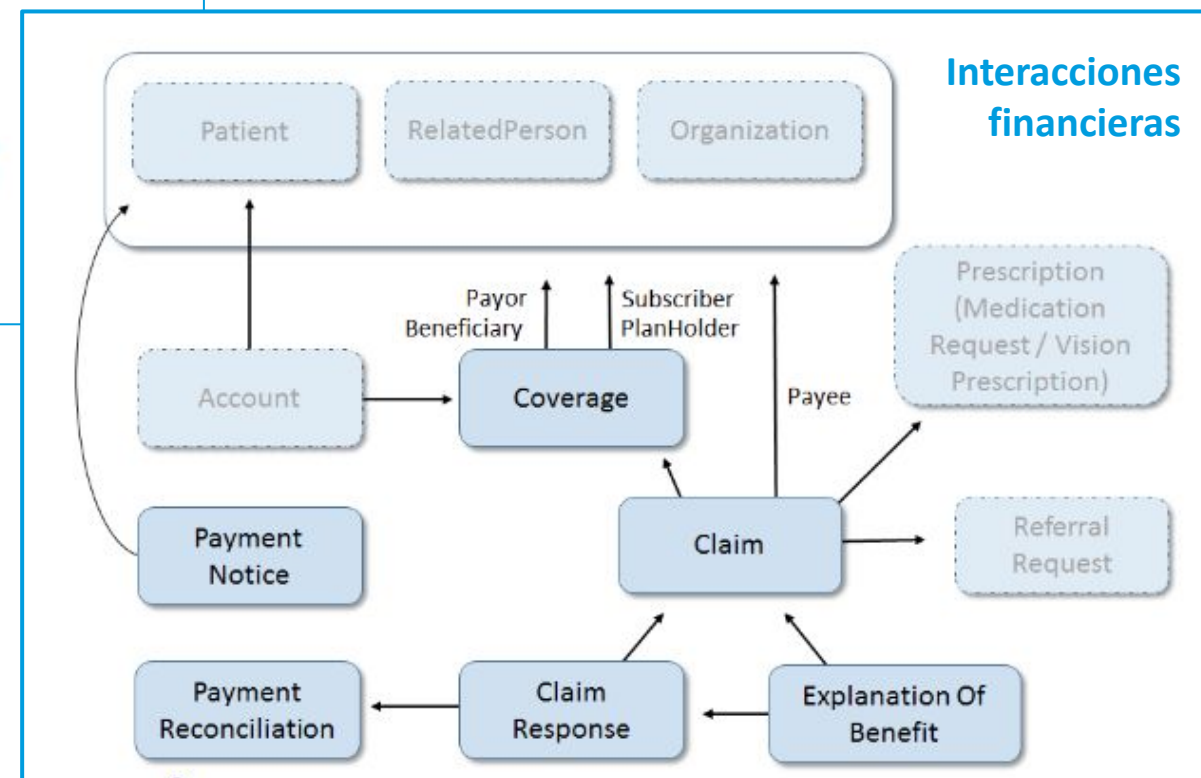 Interacciones
financieras
Patient
RelatedPerson
Organization
Prescription
(Medication
Request / Vision
Prescription)
Payor
Beneficiary
Subscriber
PlanHolder
Account
Coverage
Payee
Payment
Notice
Claim
Referral
Request
Payment
Reconciliation
Claim
Response
Explanation Of
Benefit